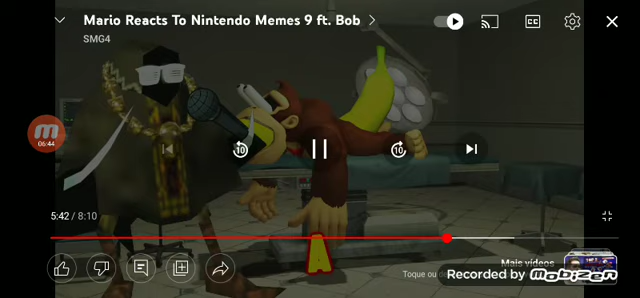 Mario Reacts To Nintendo Memes 9 ft. Bob
SMG4
CC
06:44
10
10
5:42 / 8:10
Mais vídeos
Toque ou
Recorded by mobizen